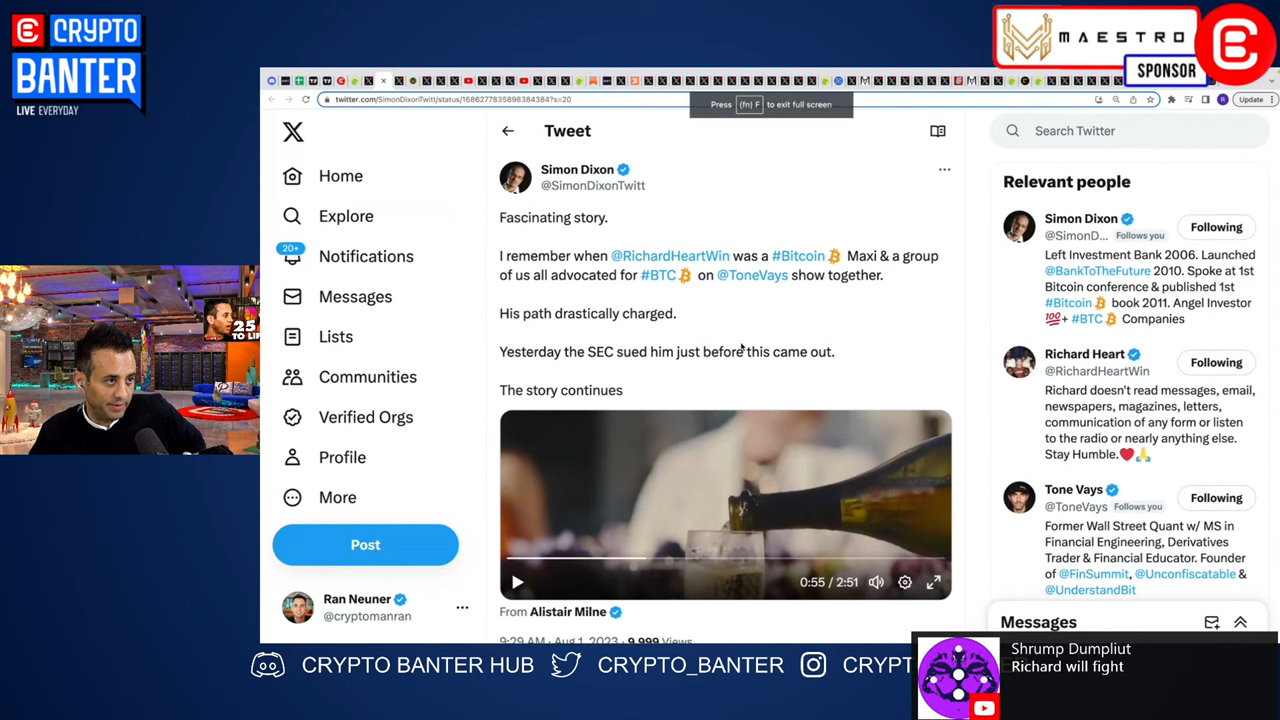 CRYPTO
BANTER
LIVE EVERYDAY
MAESTRO
SPONSOR
twitter.com/SimonDixonTwitt/status/1686277835898384384?s=20
Update
Press (fn) F to exit full screen
Home
Explore
20+
Notifications
Messages
Lists
Communities
Verified Orgs
Profile
More
Post
Ran Neuner
@cryptomanran
25
TO LIF
Tweet
Simon Dixon
@SimonDixonTwitt
Fascinating story.
I remember when @RichardHeartWin was a #Bitcoin Maxi & a group
of us all advocated for #BTC on @ToneVays show together.
His path drastically charged.
Yesterday the SEC sued him just before this came out.
The story continues
0:55 / 2:51
From Alistair Milne
9:29 AM · Aug 1, 2023 · 9,999 Views
Search Twitter
Relevant people
Simon Dixon
@SimonD... Follows you
Following
Left Investment Bank 2006. Launched
@BankToTheFuture 2010. Spoke at 1st
Bitcoin conference & published 1st
#Bitcoin book 2011. Angel Investor
💯+ #BTC Companies
Richard Heart
@RichardHeartWin
Following
Richard doesn't read messages, email,
newspapers, magazines, letters,
communication of any form or listen
to the radio or nearly anything else.
Stay Humble.❤️🙏
Tone Vays
@ToneVays Follows you
Following
Former Wall Street Quant w/ MS in
Financial Engineering, Derivatives
Trader & Financial Educator. Founder
of @FinSummit, @Unconfiscatable &
@UnderstandBit
Messages
CRYPTO BANTER HUB
CRYPTO_BANTER
CRYPT
Shrump Dumpliut
Richard will fight